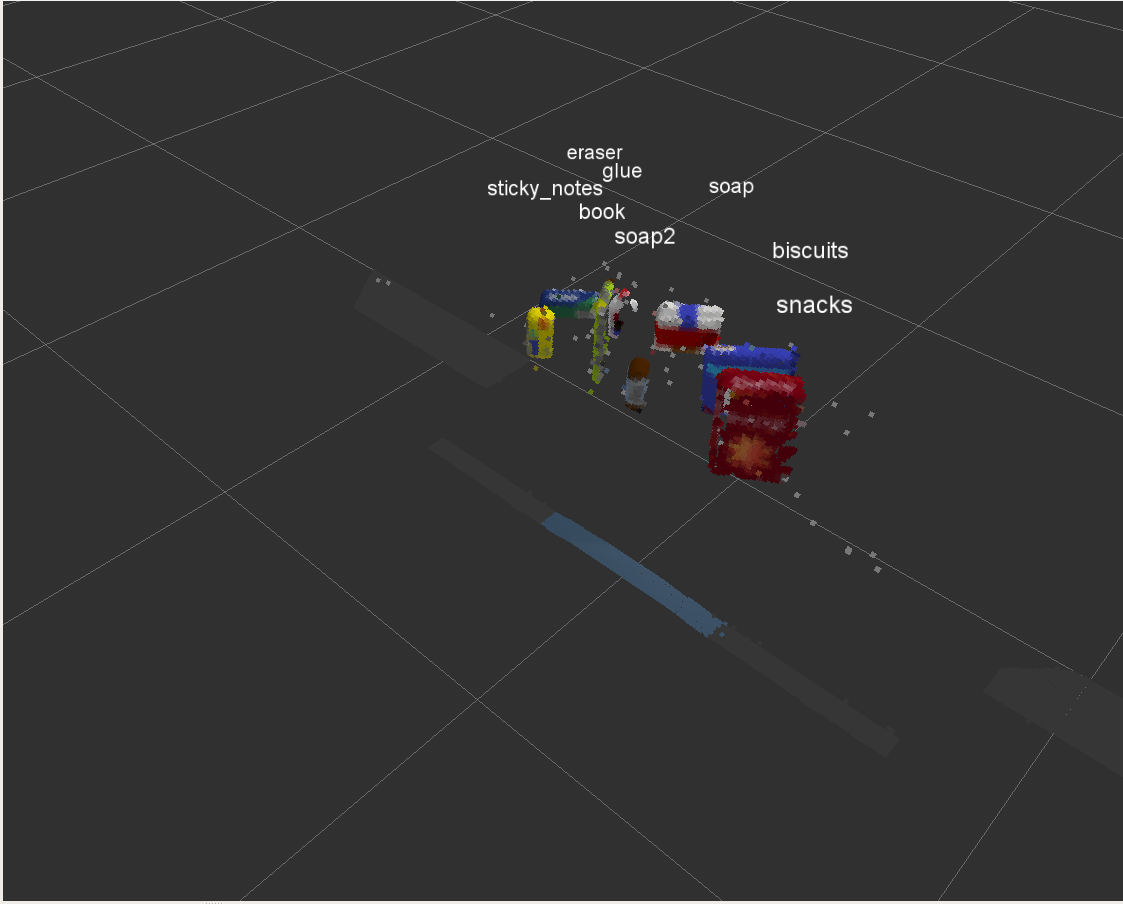 eraser
glue
sticky_notes
soap
book
soap2
biscuits
snacks